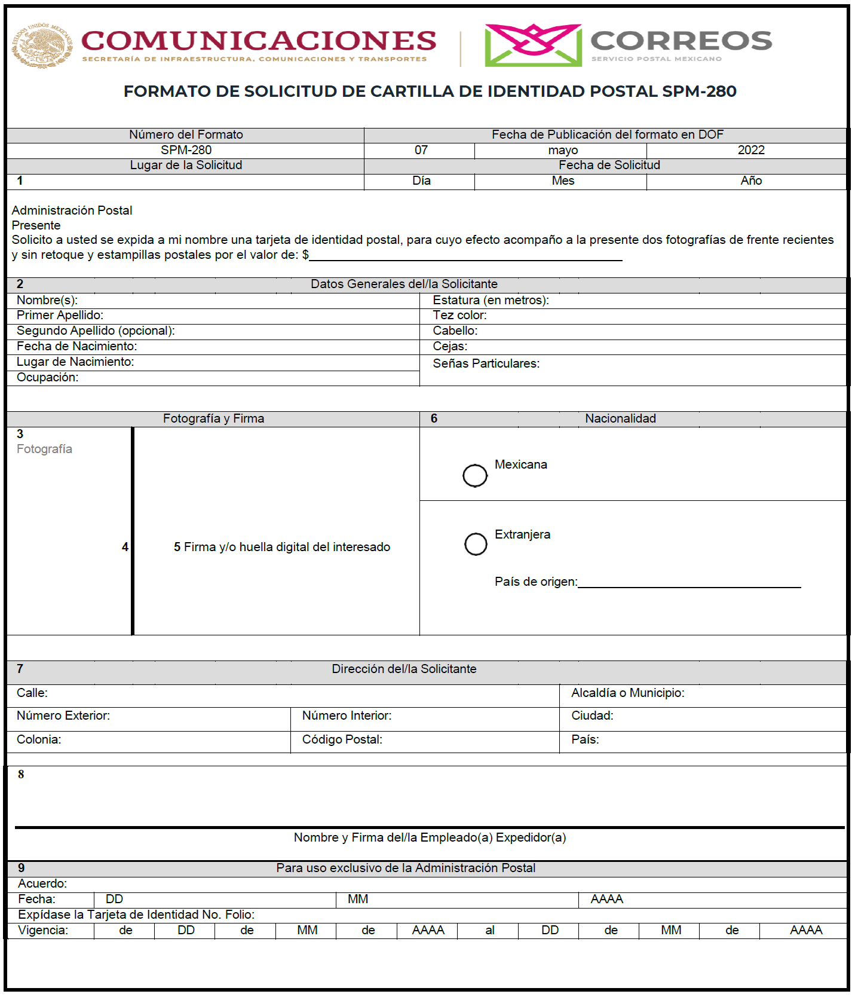 ESTADOS UNIDOS MEXICANOS
COMUNICACIONES
SECRETARÍA DE INFRAESTRUCTURA, COMUNICACIONES Y TRANSPORTES
CORREOS
SERVICIO POSTAL MEXICANO
FORMATO DE SOLICITUD DE CARTILLA DE IDENTIDAD POSTAL SPM-280
Número del Formato Fecha de Publicación del formato en DOF
SPM-280 07 mayo 2022
Lugar de la Solicitud Fecha de Solicitud
1 Día Mes Año
Administración Postal
Presente
Solicito a usted se expida a mi nombre una tarjeta de identidad postal, para cuyo efecto acompaño a la presente dos fotografías de frente recientes
y sin retoque y estampillas postales por el valor de: $
2 Datos Generales del/la Solicitante
Nombre(s): Estatura (en metros):
Primer Apellido: Tez color:
Segundo Apellido (opcional): Cabello:
Fecha de Nacimiento: Cejas:
Lugar de Nacimiento: Señas Particulares:
Ocupación:
Fotografía y Firma 6 Nacionalidad
3
Fotografía
Mexicana
Extranjera
4 5 Firma y/o huella digital del interesado
País de origen:
7 Dirección del/la Solicitante
Calle: Alcaldía o Municipio:
Número Exterior: Número Interior: Ciudad:
Colonia: Código Postal: País:
8
Nombre y Firma del/la Empleado(a) Expedidor(a)
9 Para uso exclusivo de la Administración Postal
Acuerdo:
Fecha: DD MM AAAA
Expídase la Tarjeta de Identidad No. Folio:
Vigencia: de DD de MM de AAAA al DD de MM de AAAA